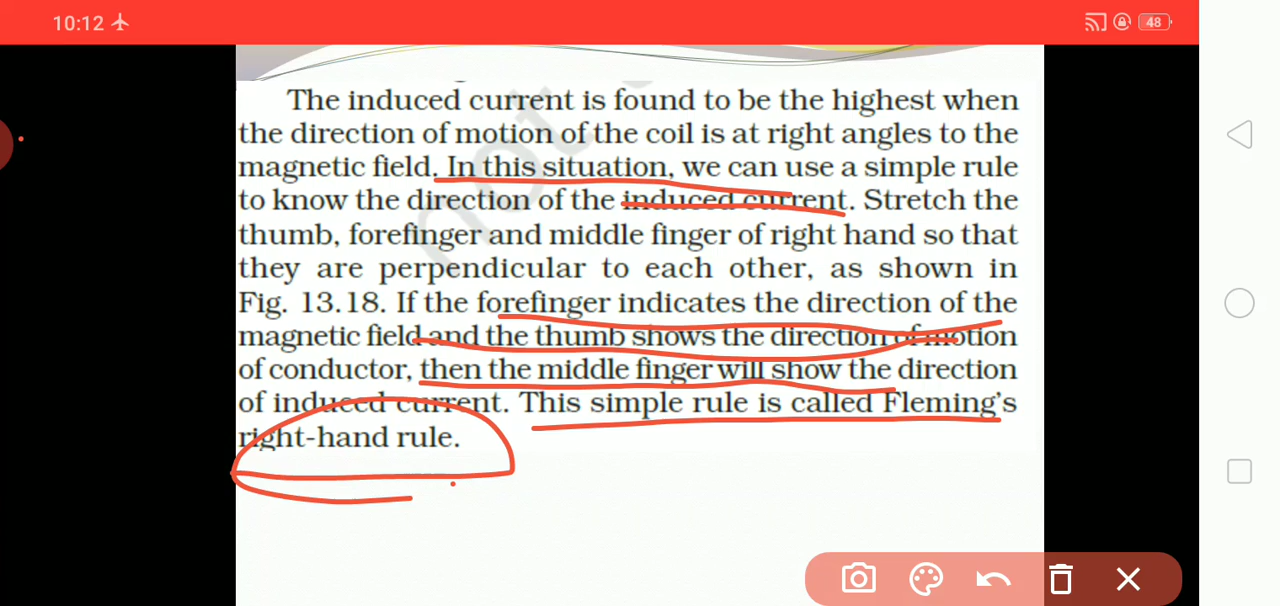 10:12
48
The induced current is found to be the highest when
the direction of motion of the coil is at right angles to the
magnetic field. In this situation, we can use a simple rule
to know the direction of the induced current. Stretch the
thumb, forefinger and middle finger of right hand so that
they are perpendicular to each other, as shown in
Fig. 13.18. If the forefinger indicates the direction of the
magnetic field and the thumb shows the direction of motion
of conductor, then the middle finger will show the direction
of induced current. This simple rule is called Fleming's
right-hand rule.
not